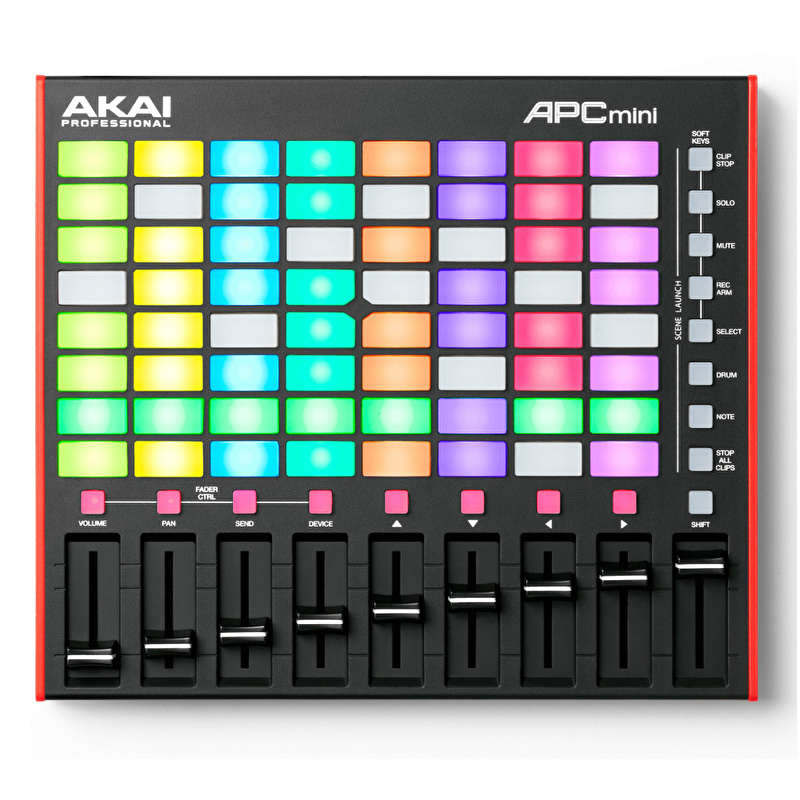 AKAI
PROFESSIONAL
APCmini
SOFT
KEYS
CLIP
STOP
SOLO
MUTE
REC
ARM
SCENE LAUNCH
SELECT
DRUM
NOTE
STOP
ALL
CLIPS
FADER
CTRL
VOLUME PAN SEND DEVICE SHIFT